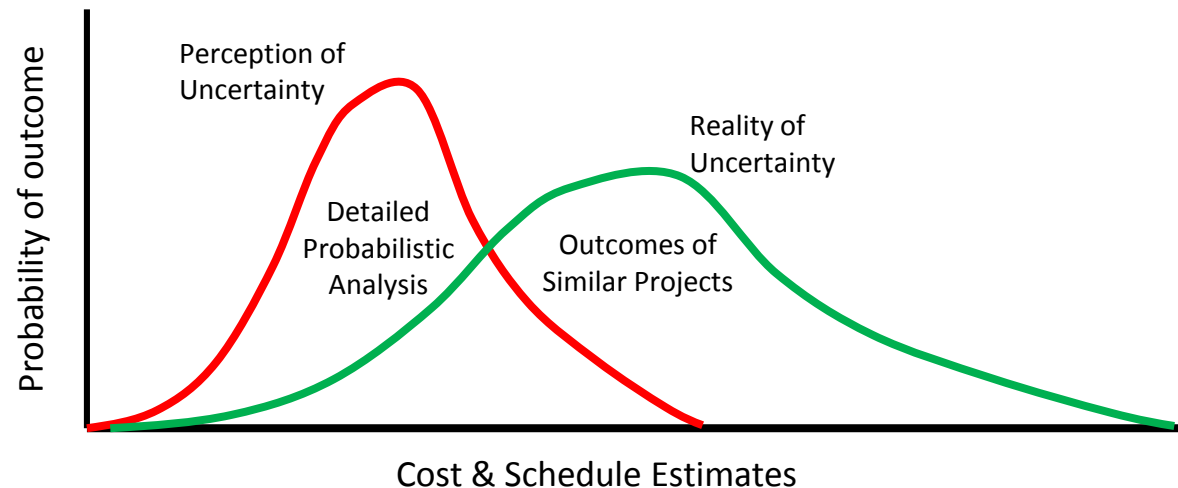 Probability of outcome
Perception of
Uncertainty
Reality of
Uncertainty
Detailed
Probabilistic
Analysis
Outcomes of
Similar Projects
Cost & Schedule Estimates